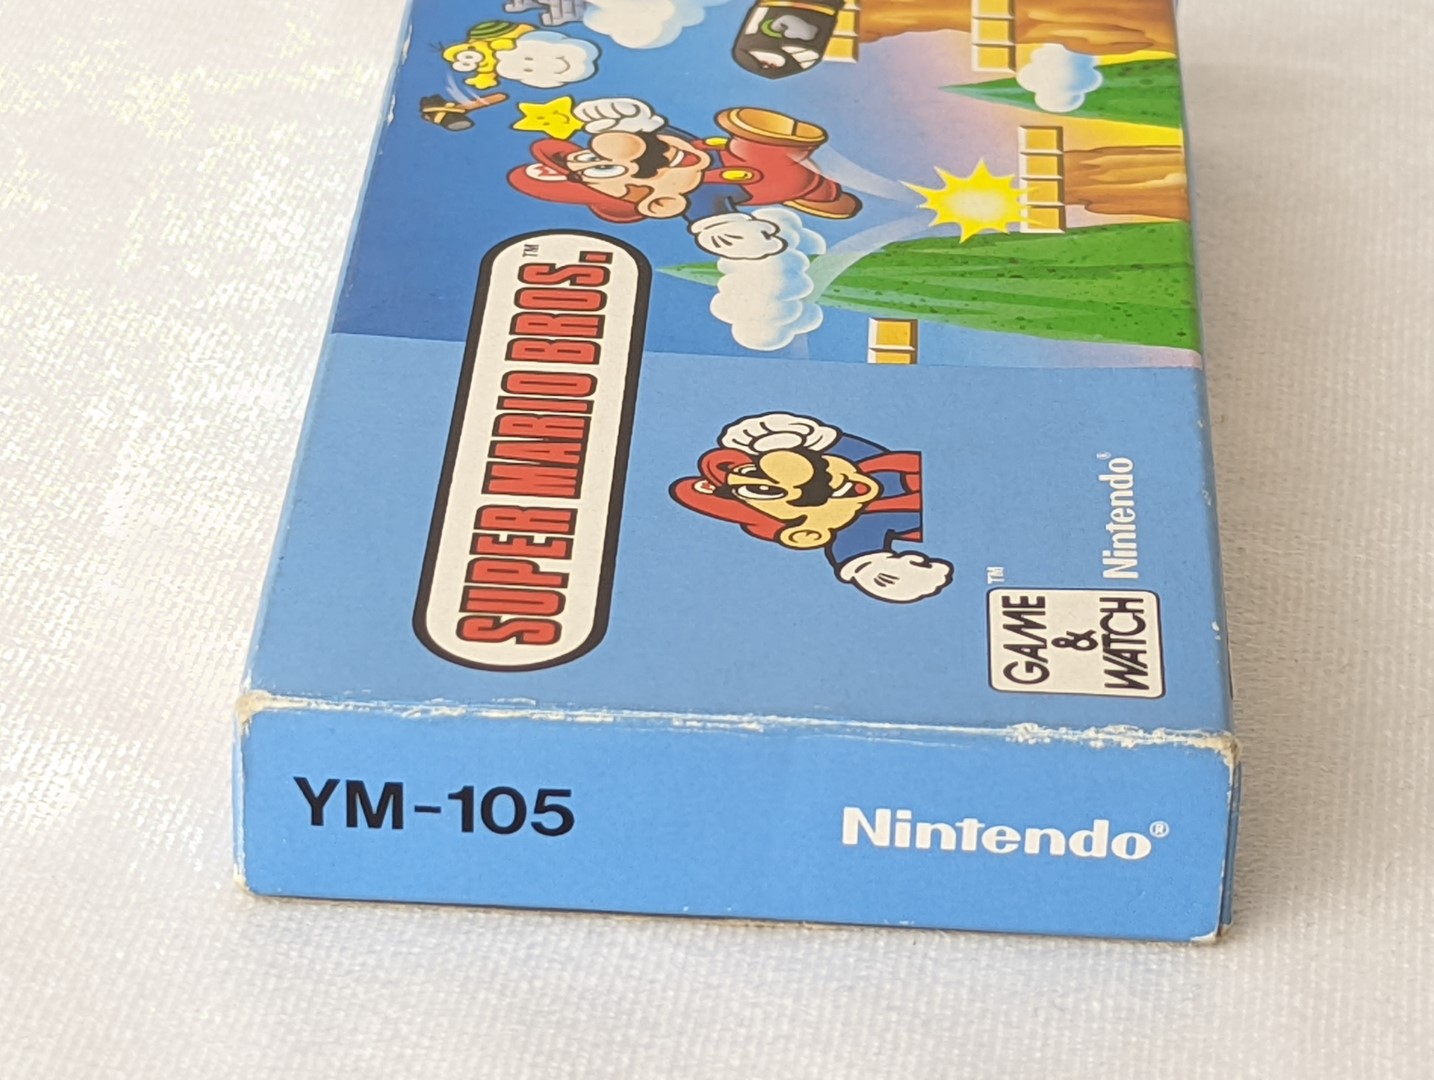 SUPER MARIO BROS.™
GAME
&
WATCH™
Nintendo®
YM-105
Nintendo®